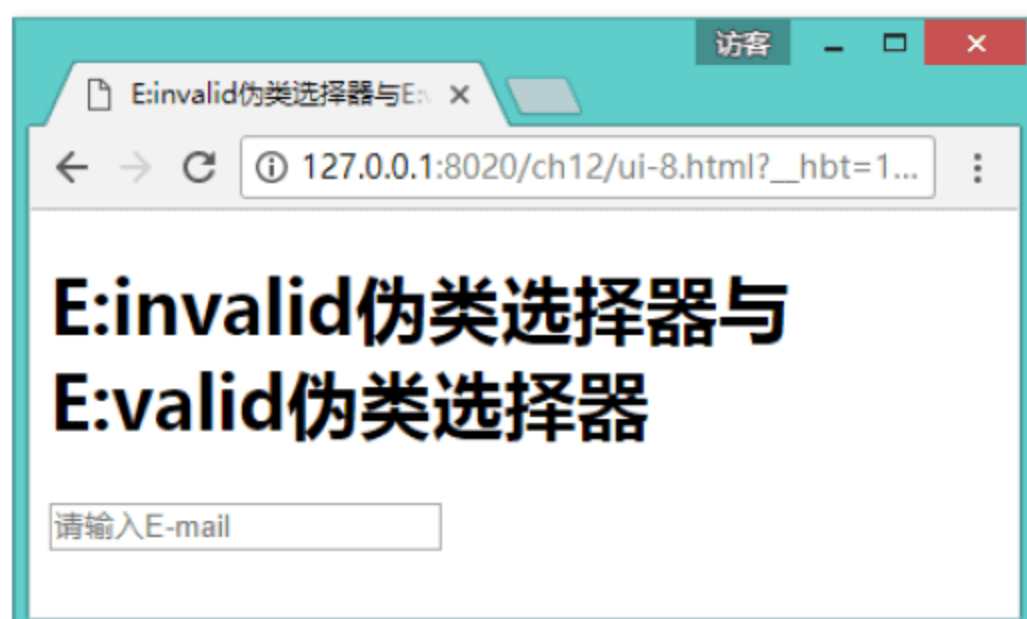 访客
E:invalid伪类选择器与E:
127.0.0.1:8020/ch12/ui-8.html?__hbt=1...
E:invalid伪类选择器与
E:valid伪类选择器
请输入E-mail